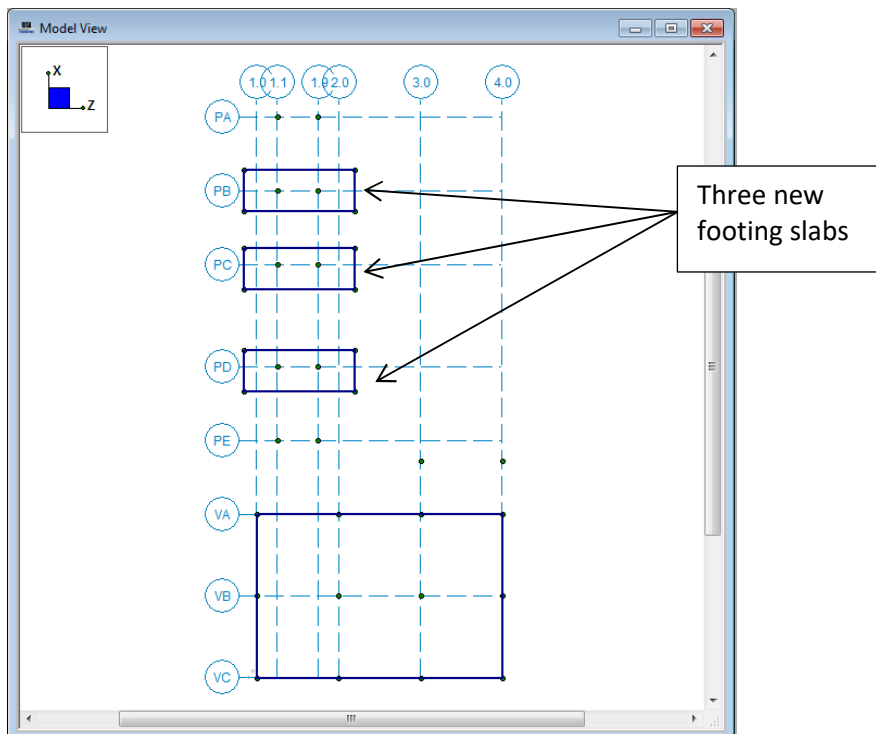 Model View
X
Z
1.0 1.1 1.9 2.0 3.0 4.0
PA
PB
Three new
footing slabs
PC
PD
PE
VA
VB
VC